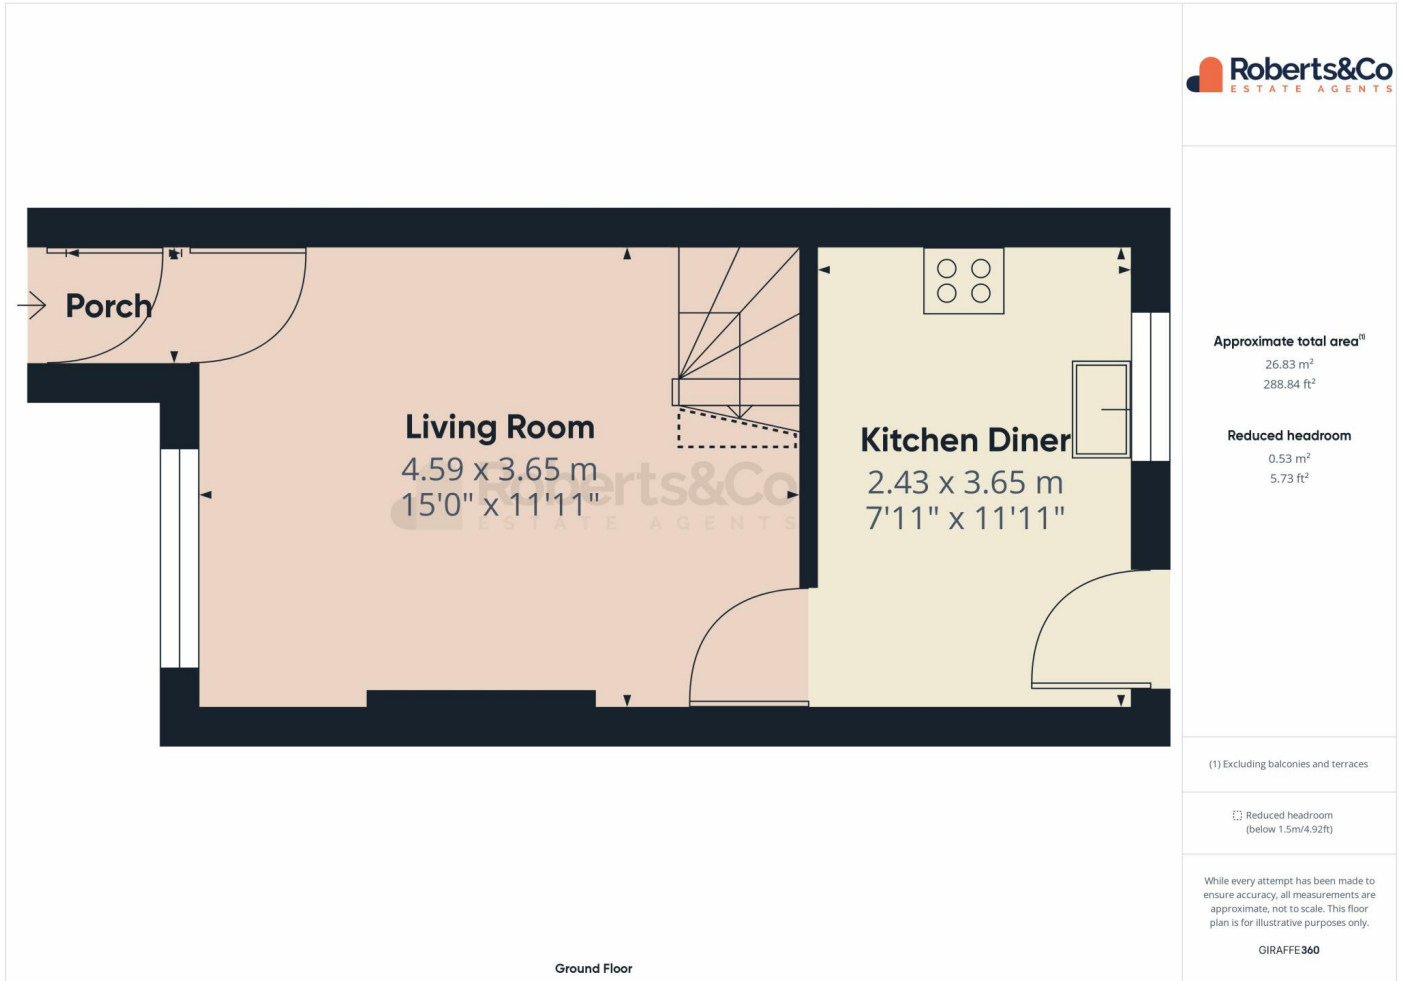 Roberts&Co
ESTATE AGENTS
Porch
Living Room
4.59 x 3.65 m
15'0" x 11'11"
Roberts&Co
ESTATE AGENTS
Kitchen Diner
2.43 x 3.65 m
7'11" x 11'11"
Approximate total area(1)
26.83 m²
288.84 ft²
Reduced headroom
0.53 m²
5.73 ft²
(1) Excluding balconies and terraces
Reduced headroom
(below 1.5m/4.92ft)
While every attempt has been made to
ensure accuracy, all measurements are
approximate, not to scale. This floor
plan is for illustrative purposes only.
GIRAFFE360
Ground Floor